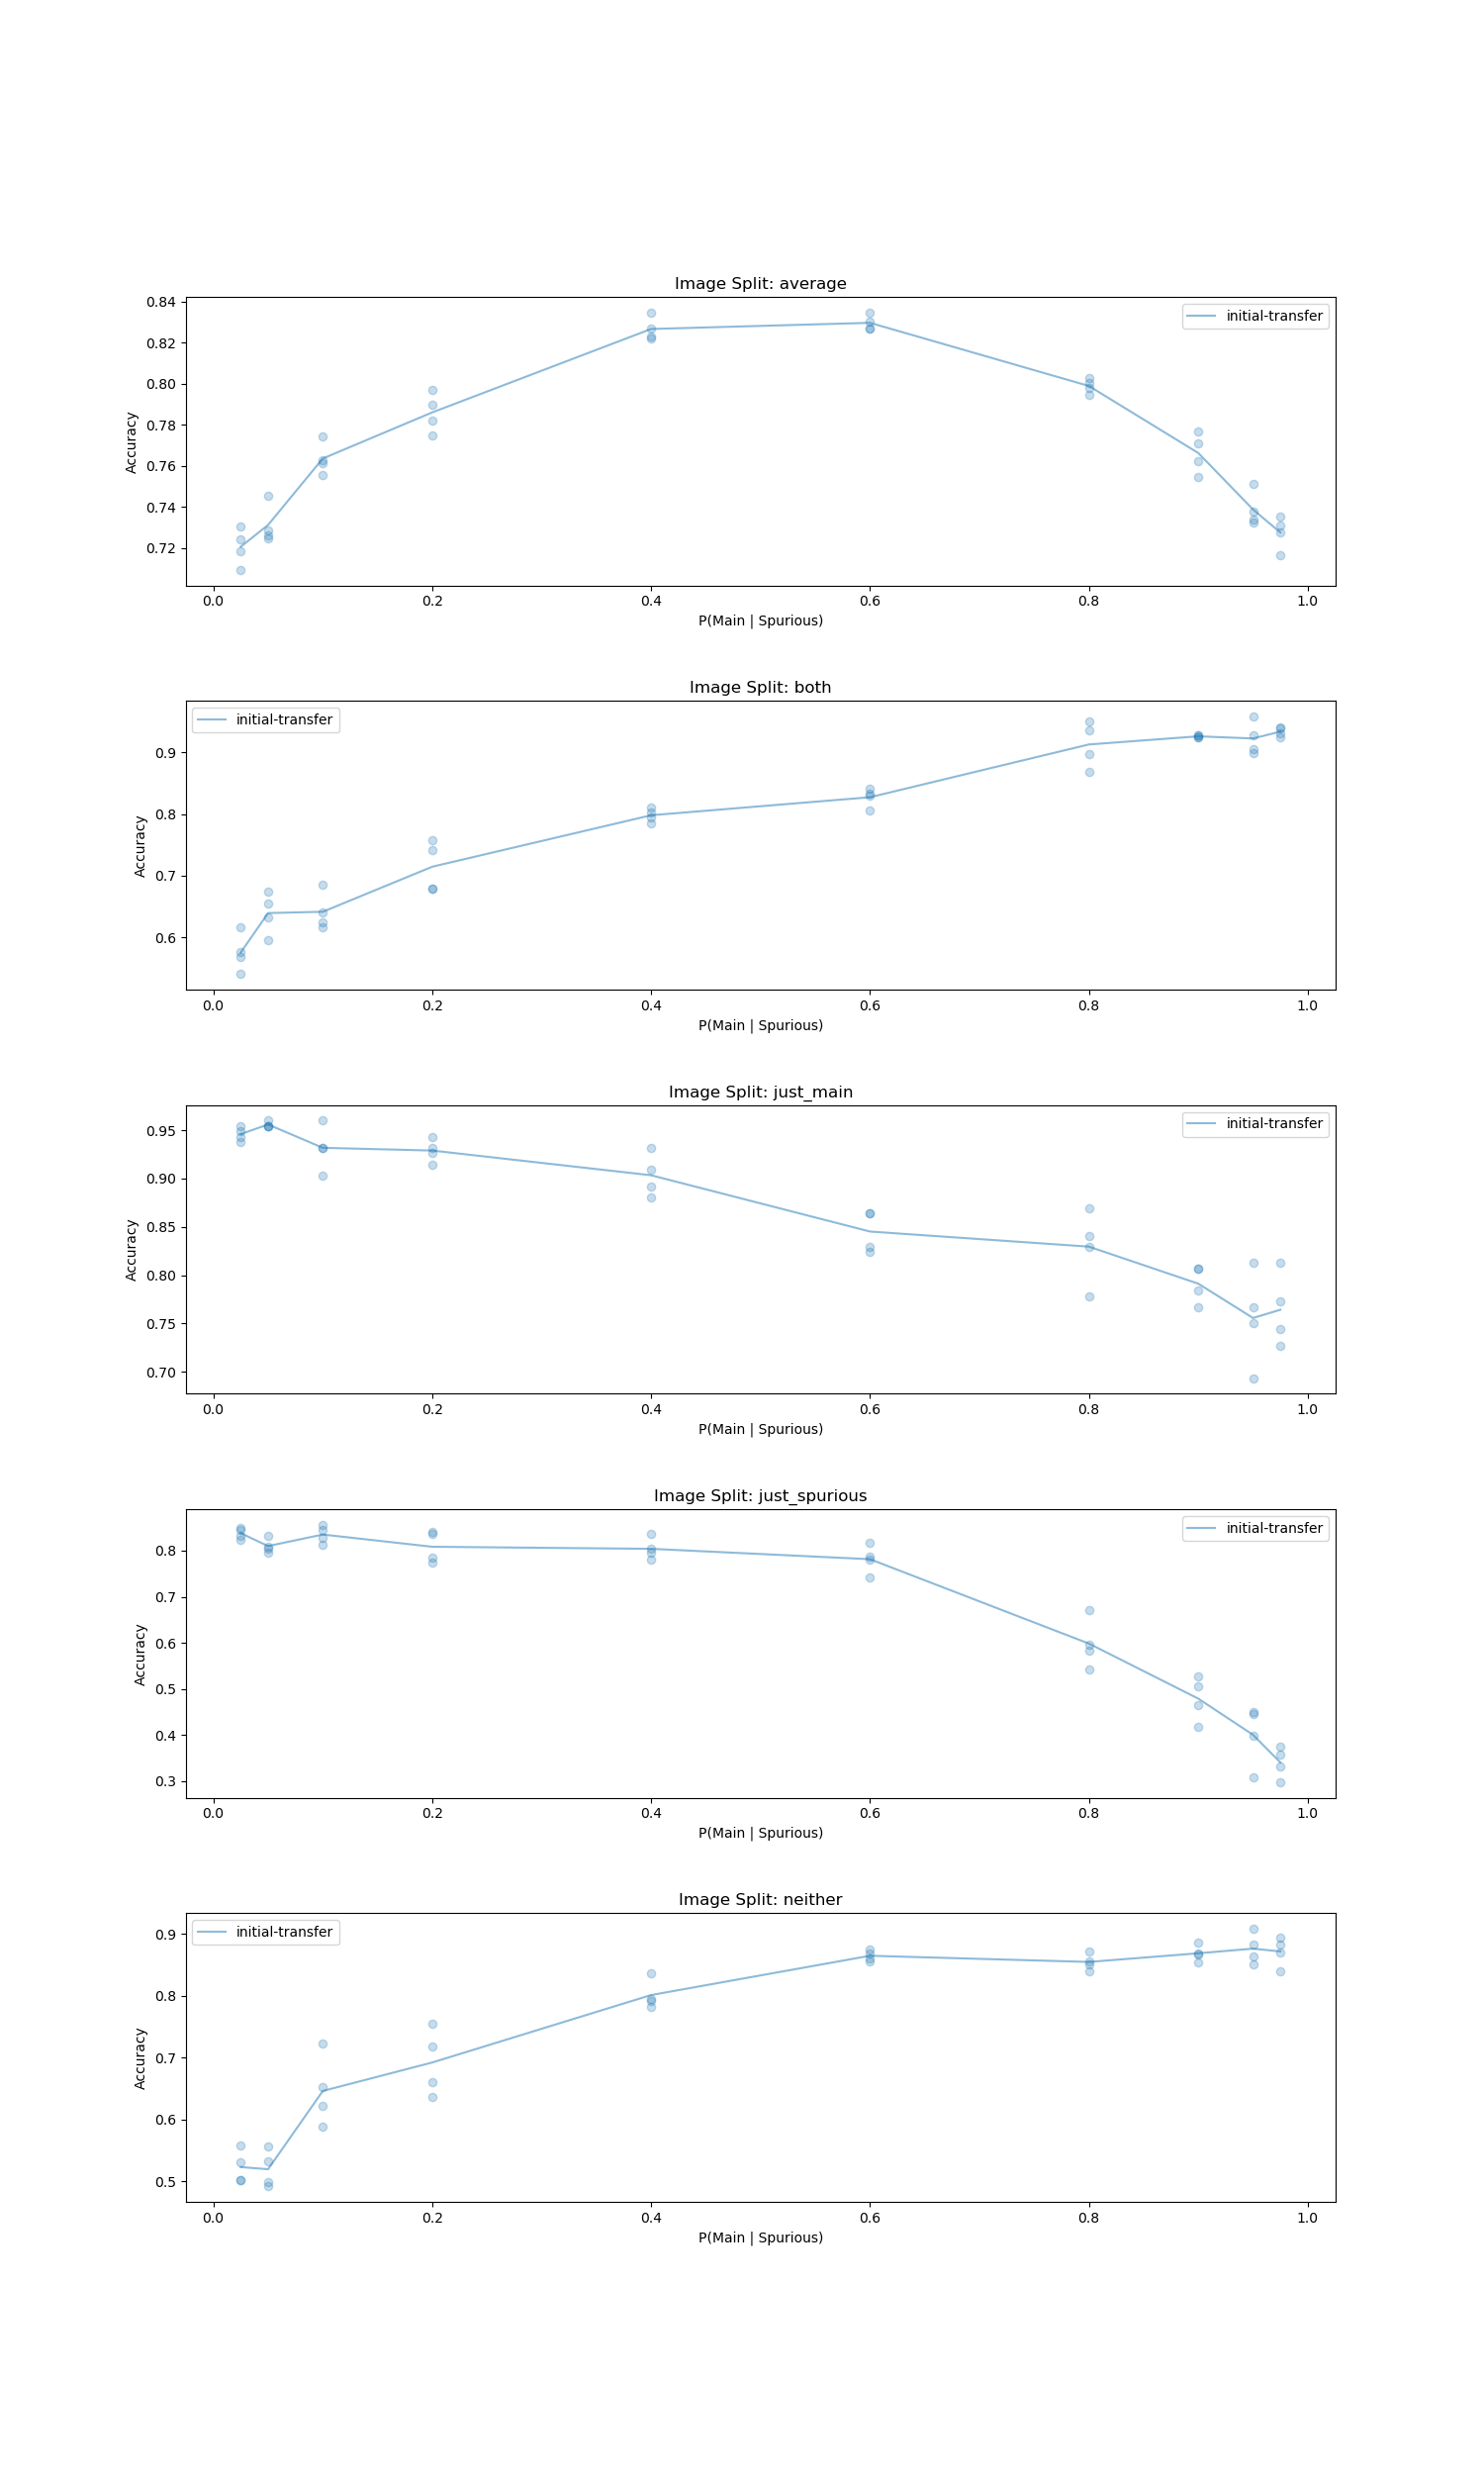 Image Split: average
initial-transfer
Accuracy
0.84
0.82
0.80
0.78
0.76
0.74
0.72
0.0 0.2 0.4 0.6 0.8 1.0
P(Main | Spurious)
Image Split: both
initial-transfer
Accuracy
0.9
0.8
0.7
0.6
0.0 0.2 0.4 0.6 0.8 1.0
P(Main | Spurious)
Image Split: just_main
initial-transfer
Accuracy
0.95
0.90
0.85
0.80
0.75
0.70
0.0 0.2 0.4 0.6 0.8 1.0
P(Main | Spurious)
Image Split: just_spurious
initial-transfer
Accuracy
0.8
0.7
0.6
0.5
0.4
0.3
0.0 0.2 0.4 0.6 0.8 1.0
P(Main | Spurious)
Image Split: neither
initial-transfer
Accuracy
0.9
0.8
0.7
0.6
0.5
0.0 0.2 0.4 0.6 0.8 1.0
P(Main | Spurious)